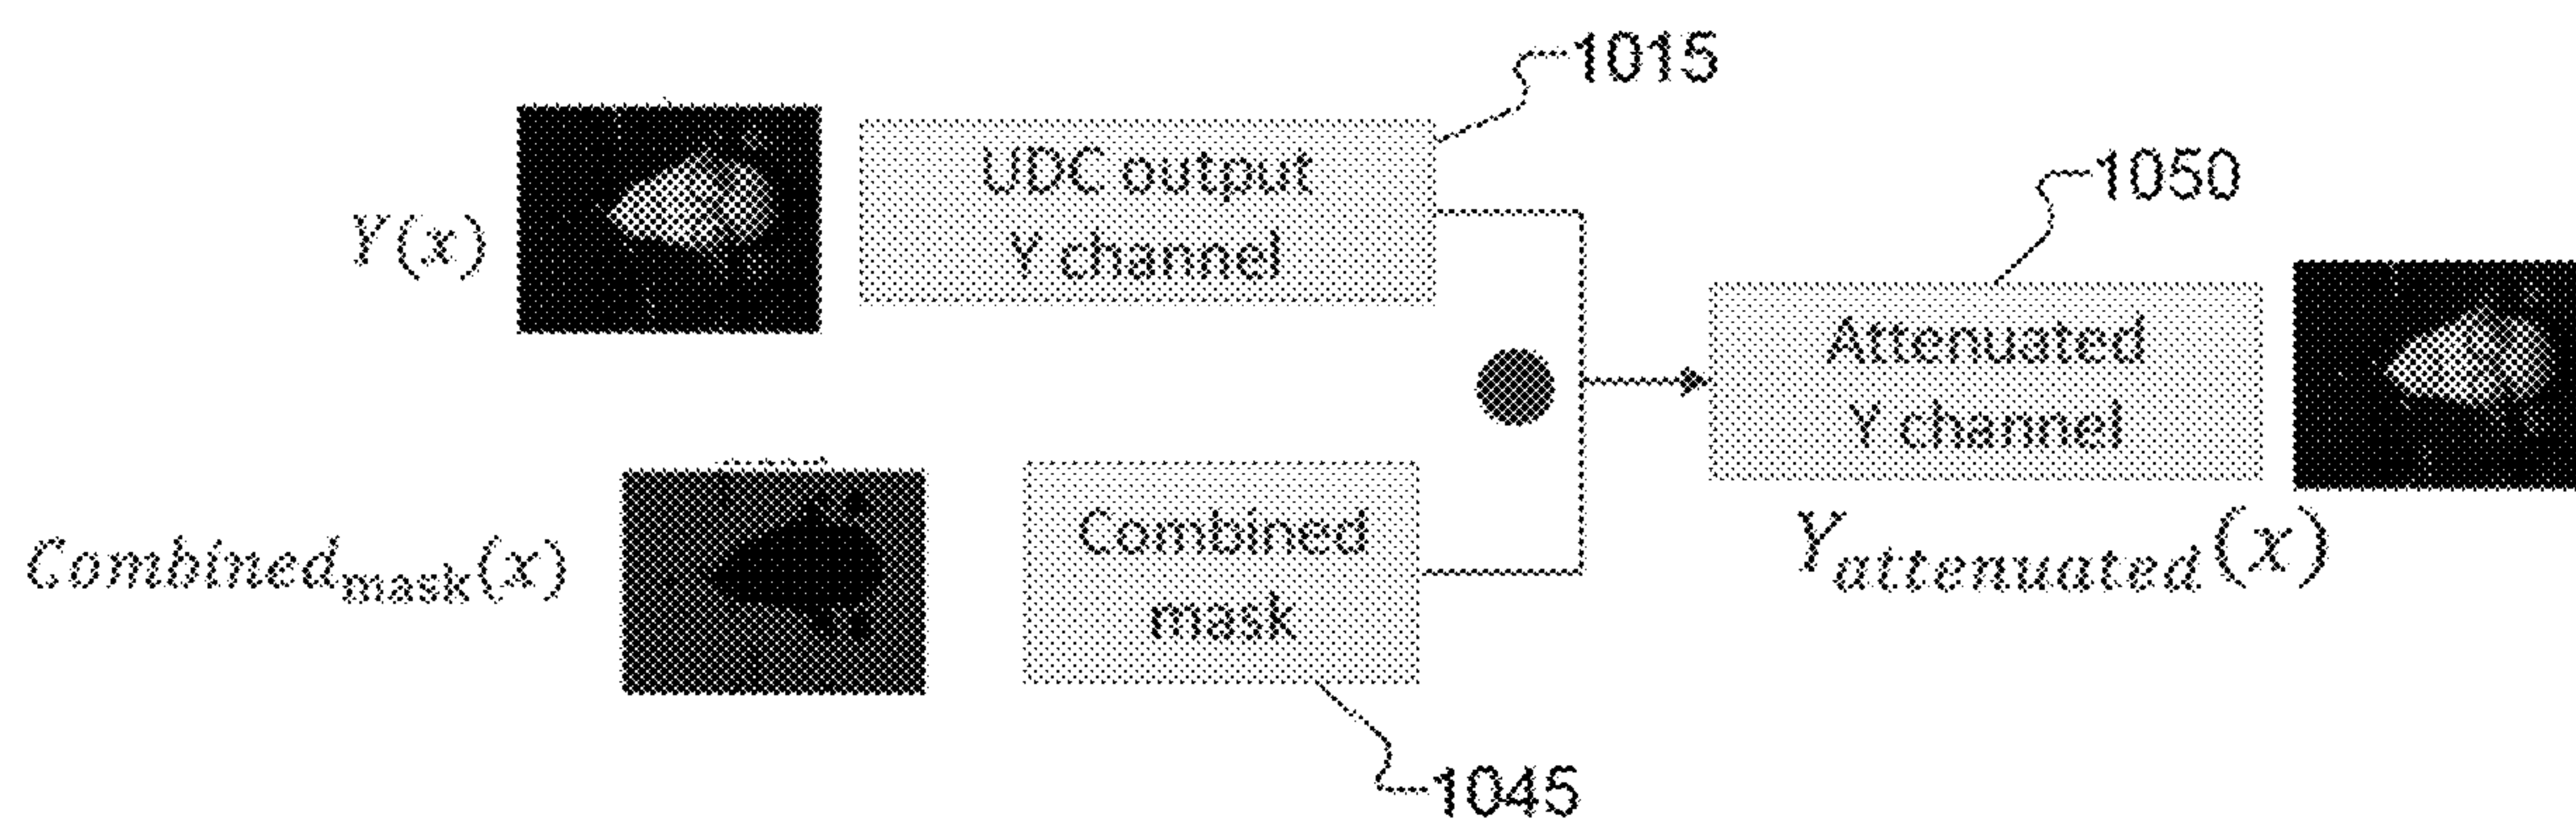 1015
UDC output
Y channel
Y(x)
1050
Attenuated
Y channel
Y_attenuated(x)
Combined
mask
Combined_mask(x)
1045